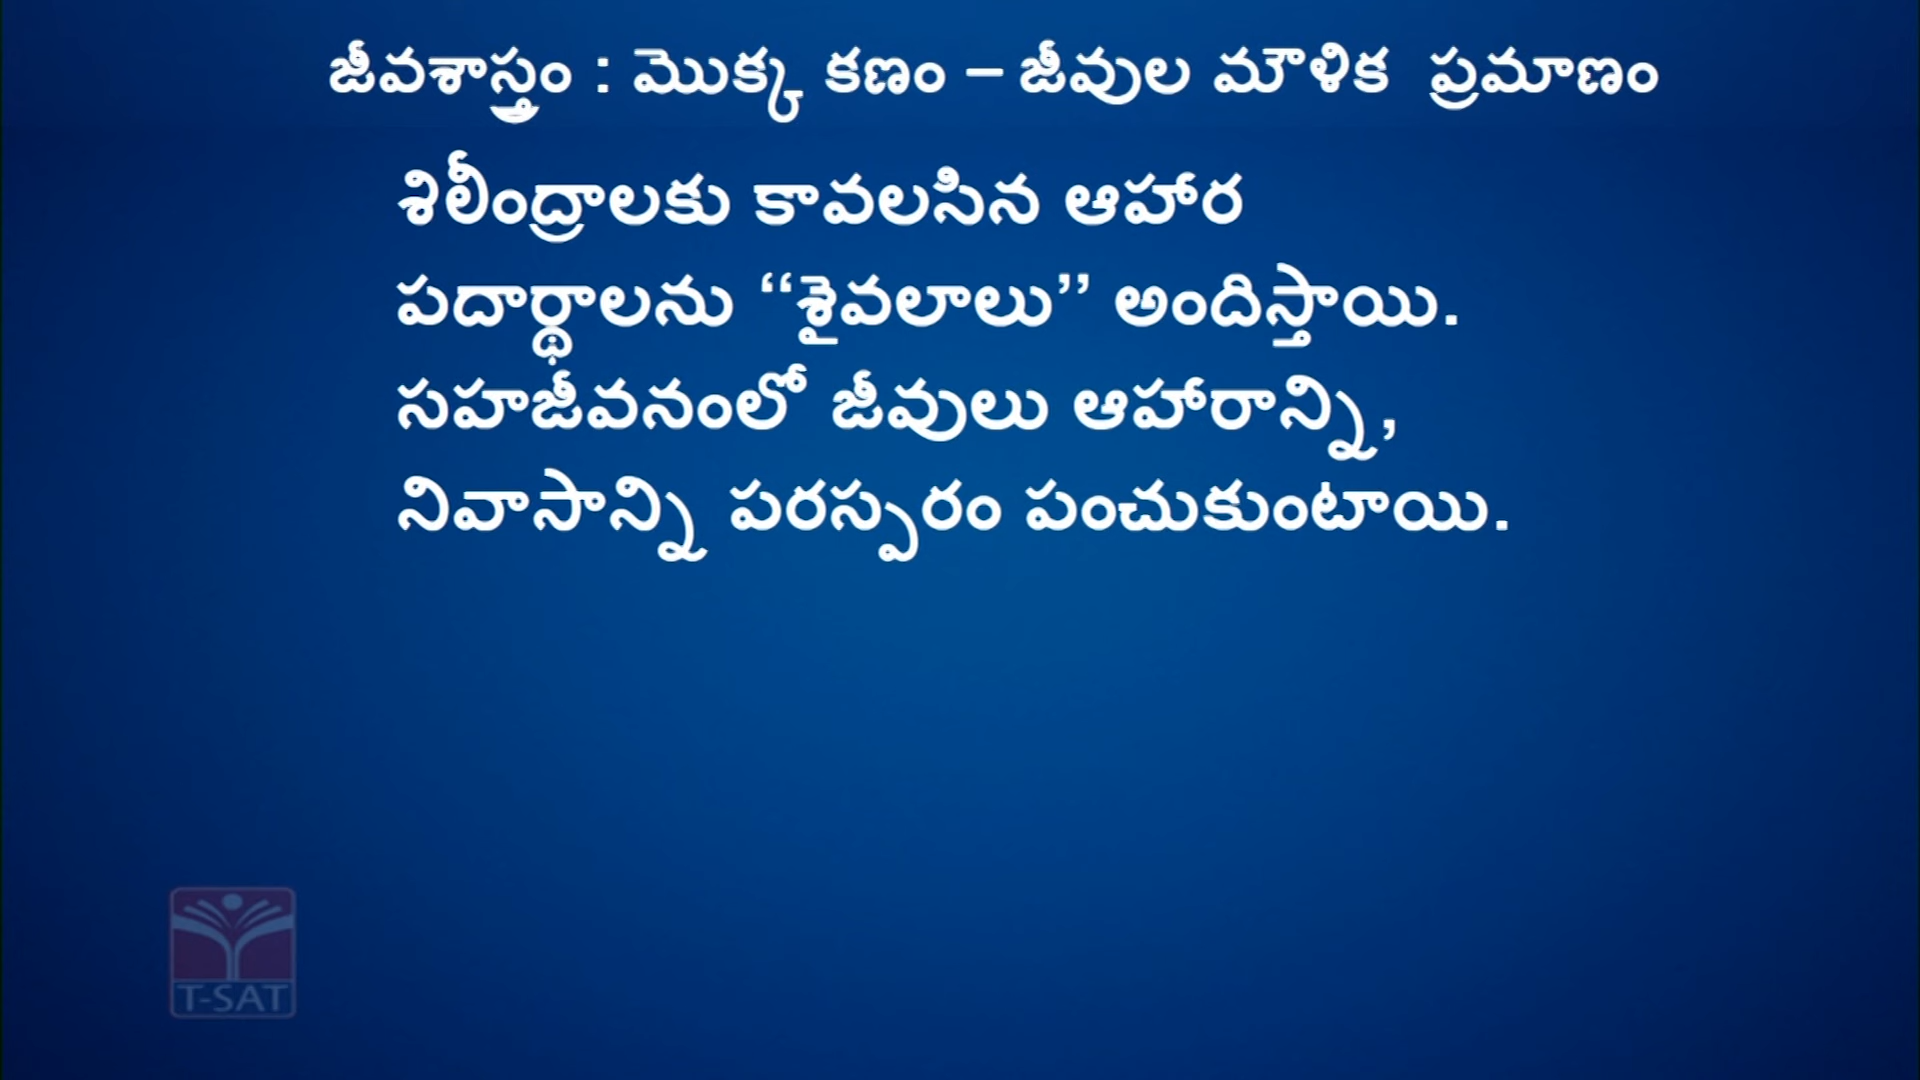 జీవశాస్త్రం : మొక్క కణం – జీవుల మౌళిక ప్రమాణం
శిలీంద్రాలకు కావలసిన ఆహార
పదార్థాలను “శైవలాలు” అందిస్తాయి.
సహజీవనంలో జీవులు ఆహారాన్ని,
నివాసాన్ని పరస్పరం పంచుకుంటాయి.
T-SAT